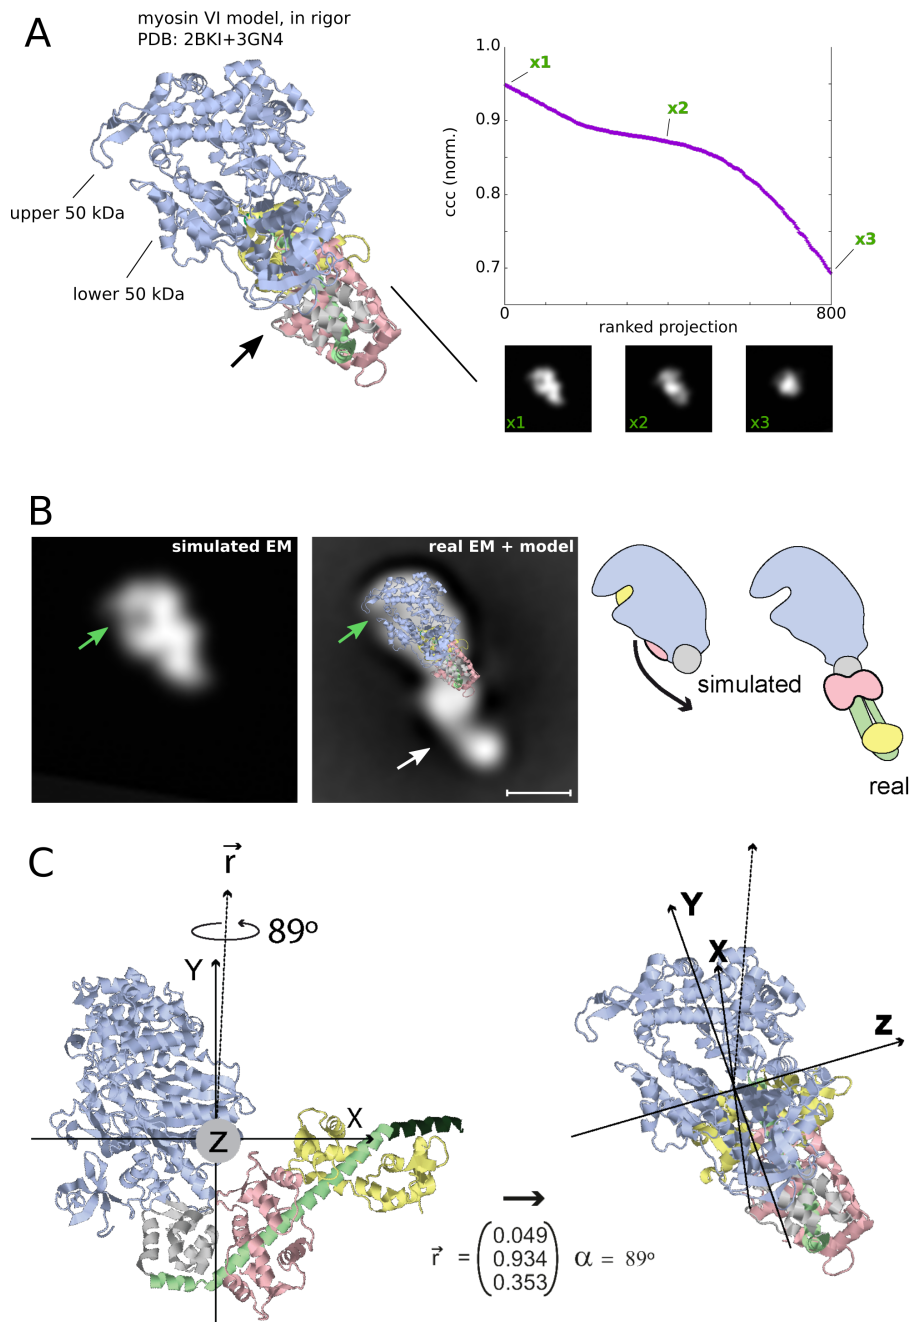 A
myosin VI model, in rigor
PDB: 2BKI+3GN4
upper 50 kDa
lower 50 kDa
1.0
0.9
0.8
0.7
ccc (norm.)
x1
x2
x3
0
800
ranked projection
x1
x2
x3
B
simulated EM
real EM + model
simulated
real
C
r
89º
Y
X
Z
r = 0.049 α = 89º
0.934
0.353
Y
X
Z